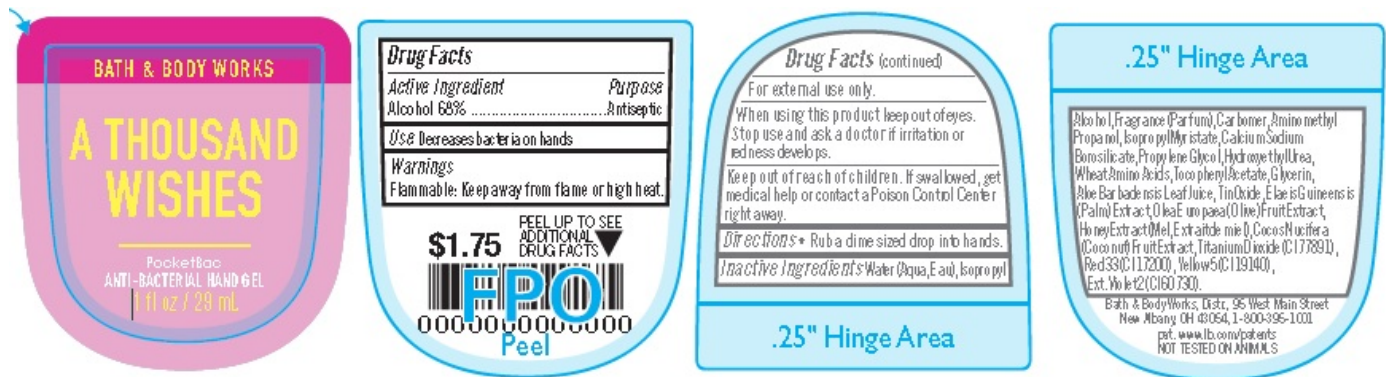 BATH & BODY WORKS
A THOUSAND
WISHES
PocketBac
ANTI-BACTERIAL HAND GEL
1 fl oz / 29 mL
Drug Facts
Active Ingredient Purpose
Alcohol 68% ................................ Antiseptic
Use Decreases bacteria on hands
Warnings
Flammable: Keep away from flame or high heat.
$1.75
PEEL UP TO SEE
ADDITIONAL
DRUG FACTS ▼
FPO
0000000000000
Peel
Drug Facts (continued)
For external use only.
When using this product keep out of eyes.
Stop use and ask a doctor if irritation or
redness develops.
Keep out of reach of children. If swallowed, get
medical help or contact a Poison Control Center
right away.
Directions • Rub a dime sized drop into hands.
Inactive Ingredients Water (Aqua, Eau), Isopropyl
.25" Hinge Area
.25" Hinge Area
Alcohol, Fragrance (Parfum), Carbomer, Aminomethyl
Propanol, Isopropyl Myristate, Calcium Sodium
Borosilicate, Propylene Glycol, Hydroxyethyl Urea,
Wheat Amino Acids, Tocopheryl Acetate, Glycerin,
Aloe Barbadensis Leaf Juice, Tin Oxide, Elaeis Guineensis
(Palm) Extract, Olea Europaea (Olive) Fruit Extract,
Honey Extract (Mel, Extrait de miel), Cocos Nucifera
(Coconut) Fruit Extract, Titanium Dioxide (CI 77891),
Red 33 (CI 17200), Yellow 5 (CI 19140),
Ext. Violet 2 (CI 60730).
Bath & Body Works, Distr., 95 West Main Street
New Albany, OH 43054, 1-800-395-1001
pat. www.lb.com/patents
NOT TESTED ON ANIMALS